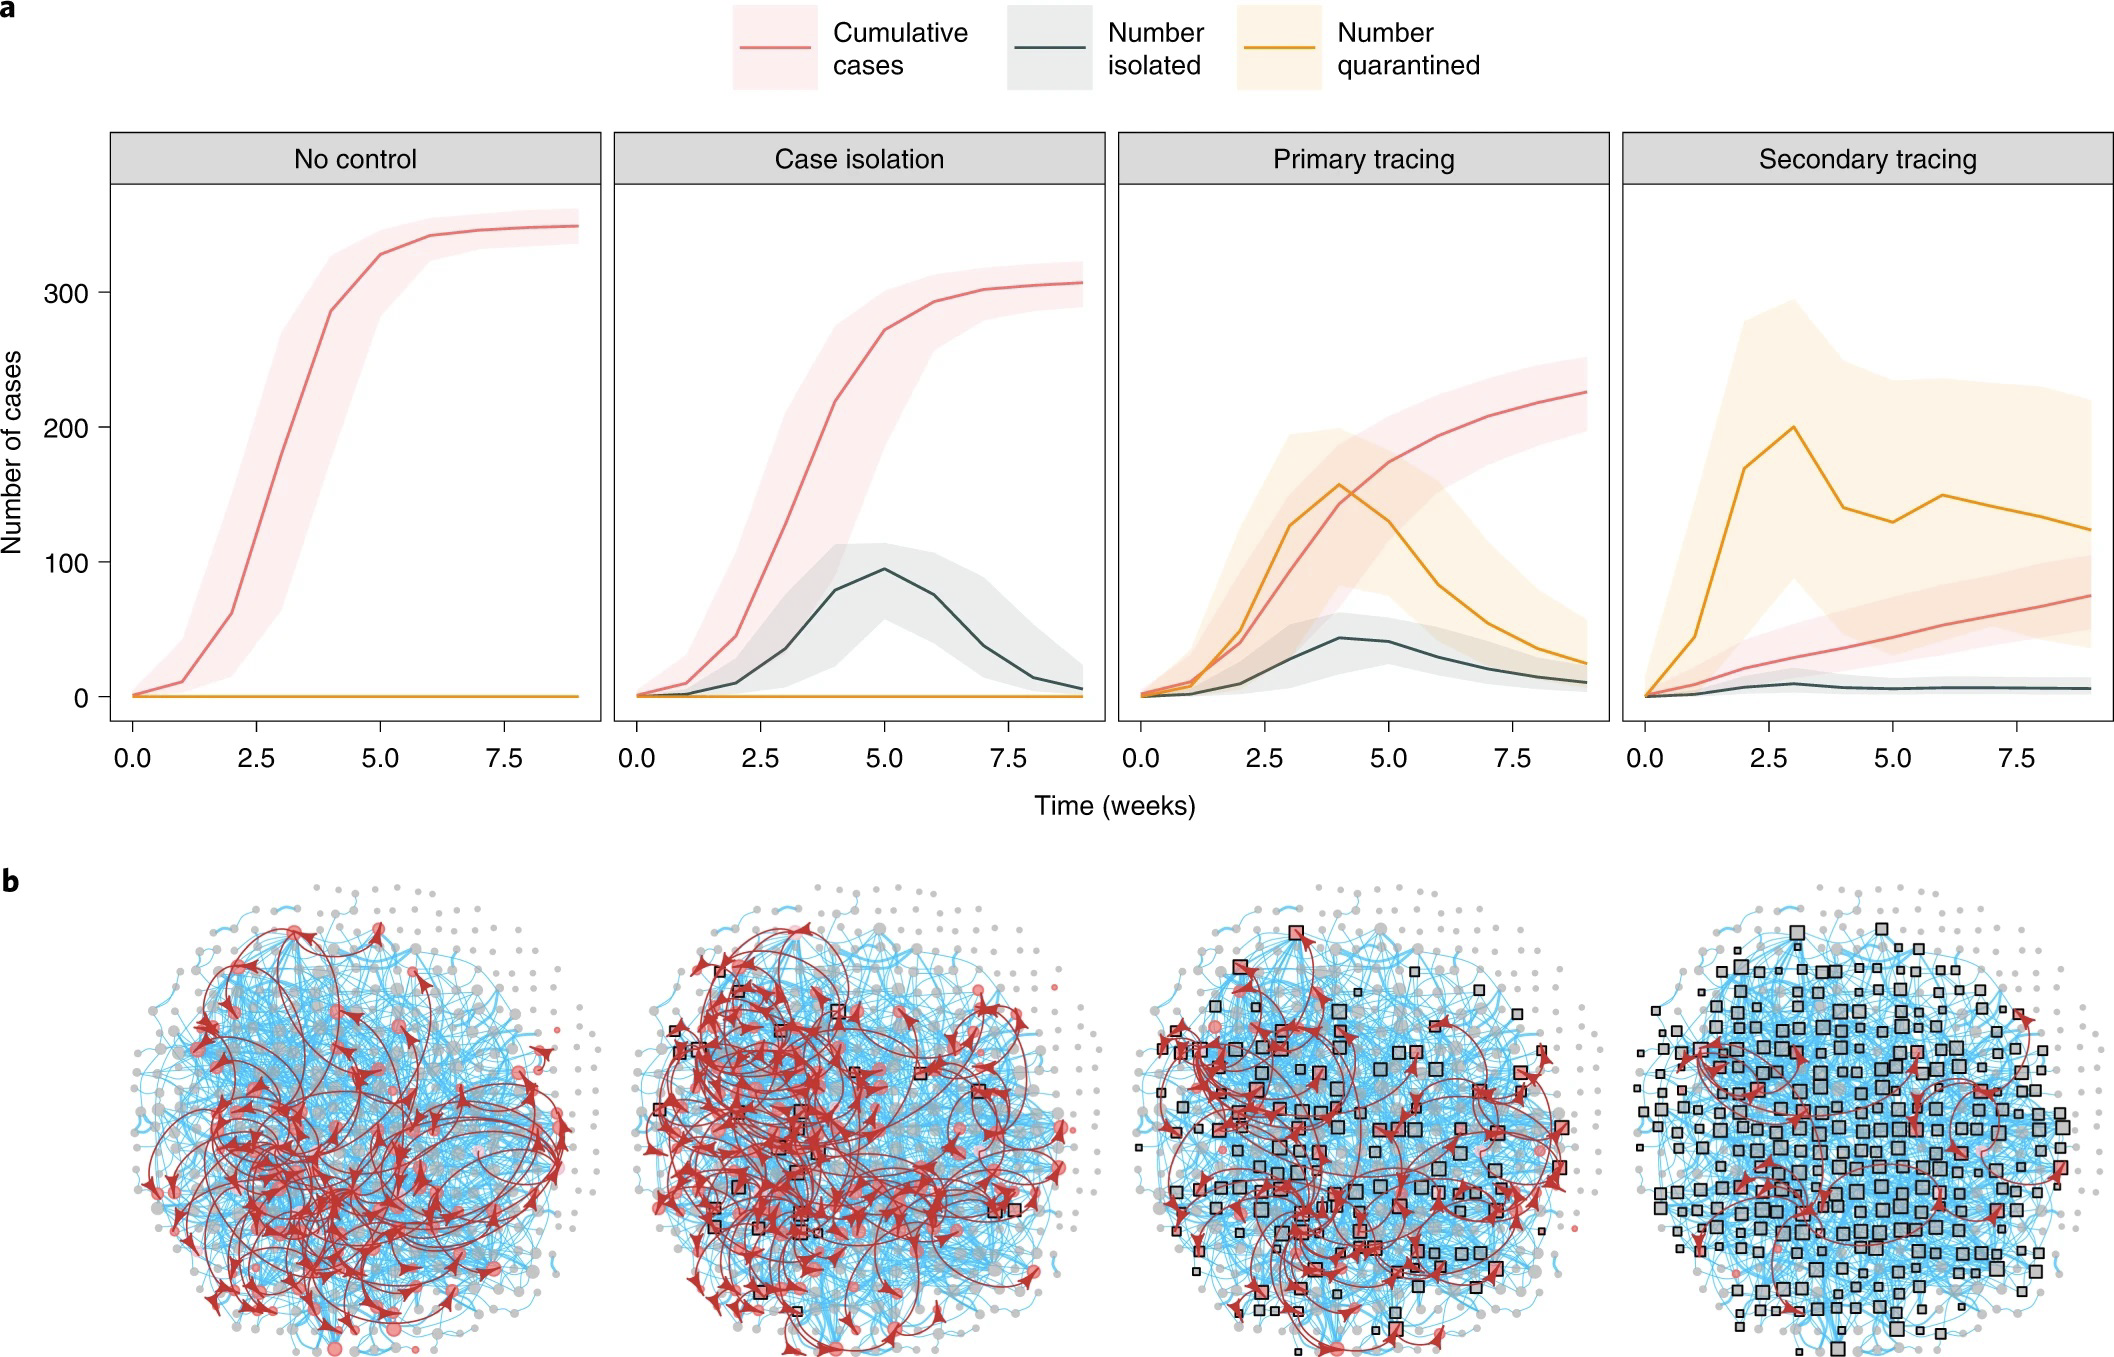 a
Cumulative
cases
Number
isolated
Number
quarantined
No control
Case isolation
Primary tracing
Secondary tracing
Number of cases
300
200
100
0
0.0 2.5 5.0 7.5
0.0 2.5 5.0 7.5
0.0 2.5 5.0 7.5
0.0 2.5 5.0 7.5
Time (weeks)
b